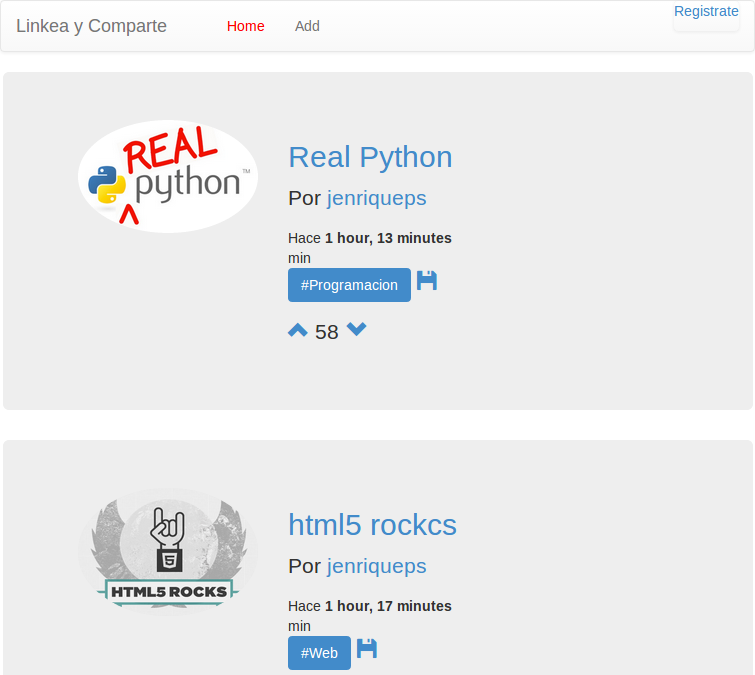 Linkea y Comparte Home Add Registrate
REAL
python™
Real Python
Por jenriqueps
Hace 1 hour, 13 minutes
min
#Programacion
58
HTML5 ROCKS
html5 rockcs
Por jenriqueps
Hace 1 hour, 17 minutes
min
#Web